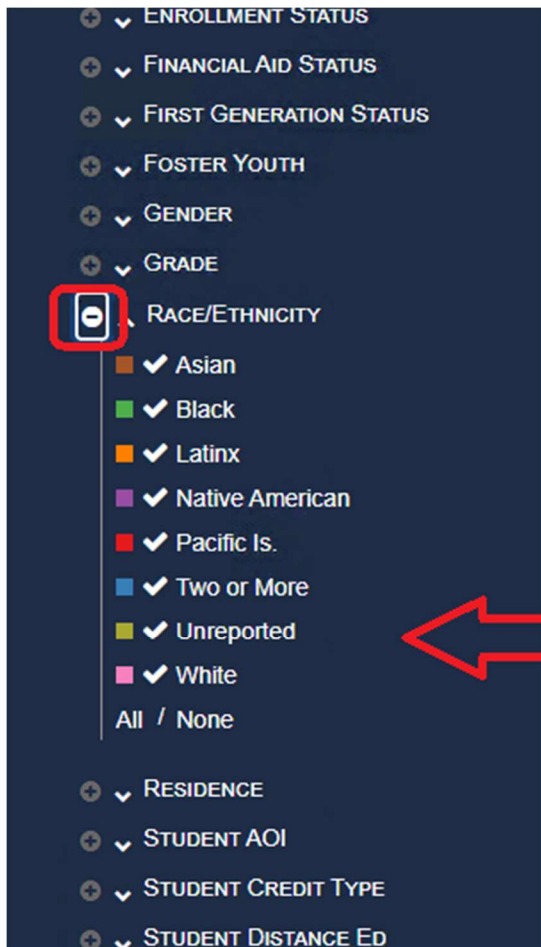 ENROLLMENT STATUS
FINANCIAL AID STATUS
FIRST GENERATION STATUS
FOSTER YOUTH
GENDER
GRADE
RACE/ETHNICITY
Asian
Black
Latinx
Native American
Pacific Is.
Two or More
Unreported
White
All / None
RESIDENCE
STUDENT AOI
STUDENT CREDIT TYPE
STUDENT DISTANCE ED